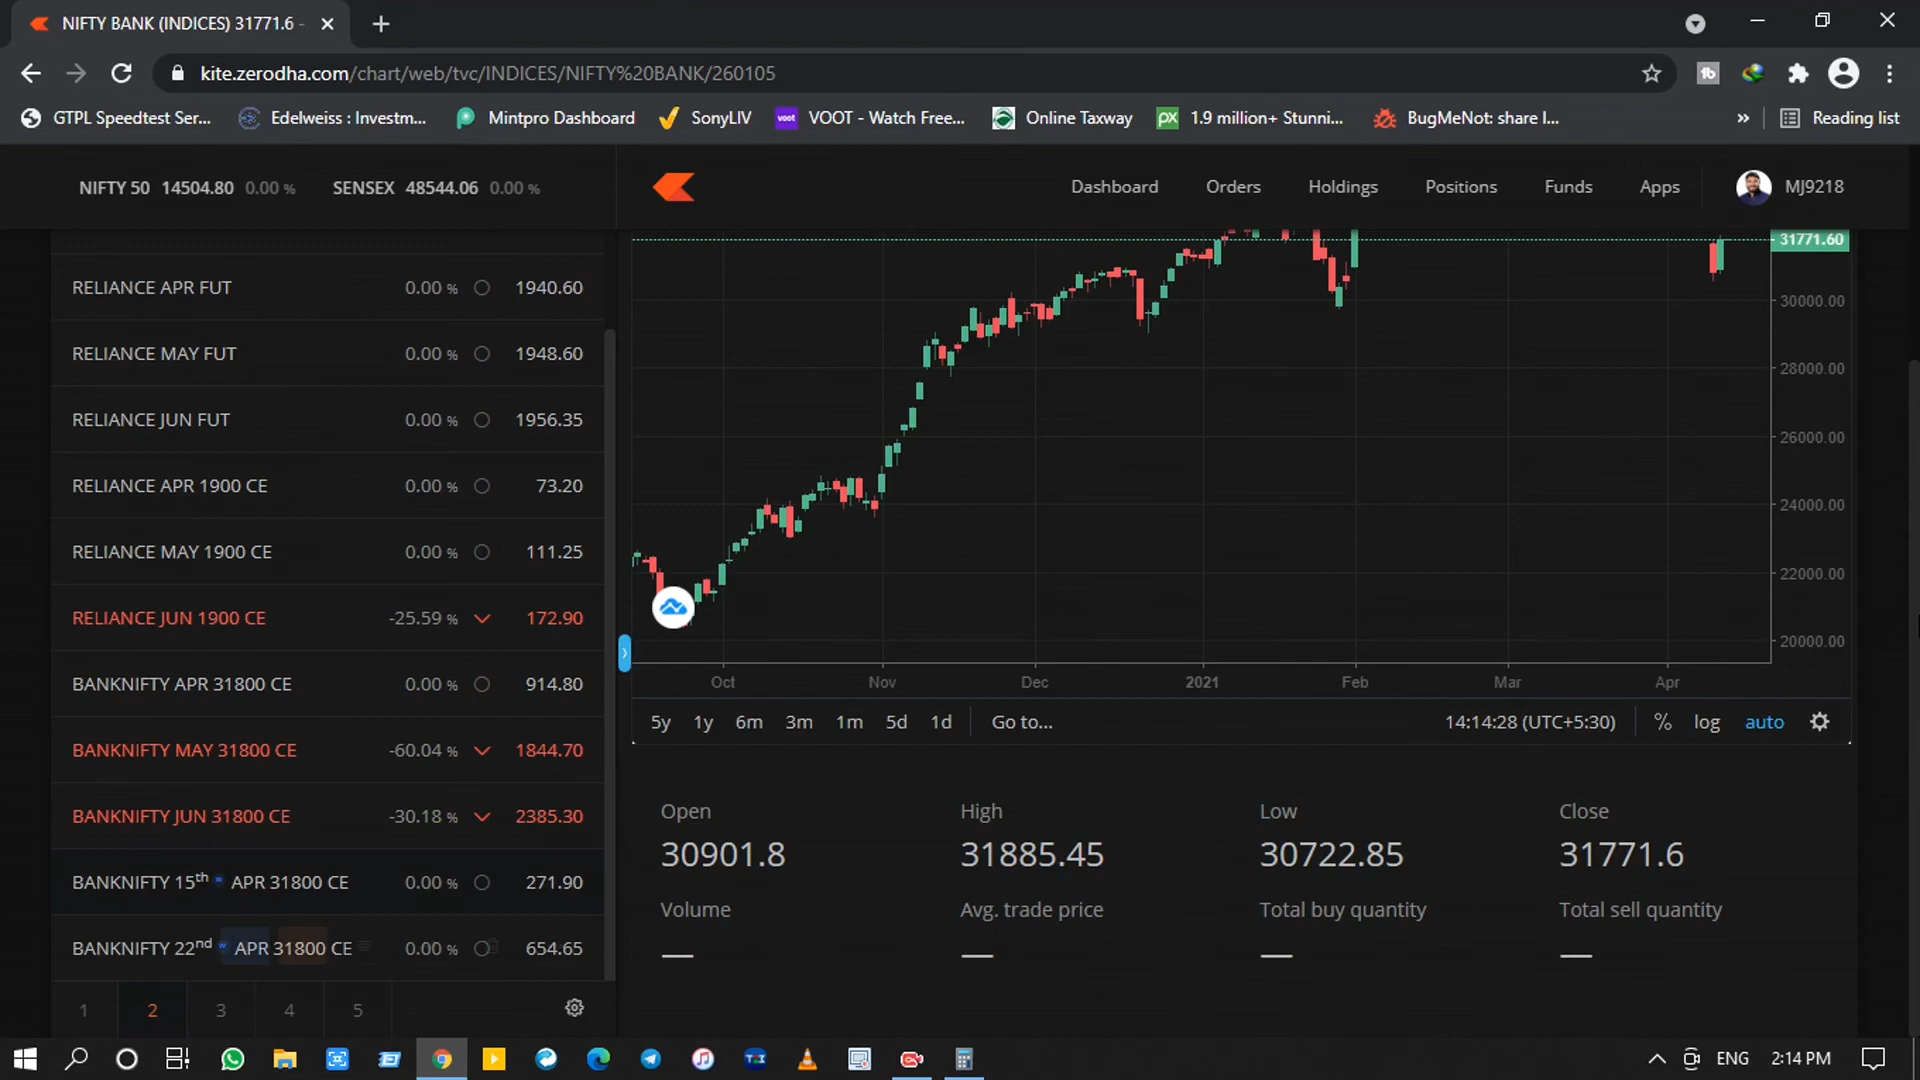 NIFTY BANK (INDICES) 31771.6 -
kite.zerodha.com/chart/web/tvc/INDICES/NIFTY%20BANK/260105
GTPL Speedtest Ser... Edelweiss : Investm... Mintpro Dashboard SonyLIV voot VOOT - Watch Free... Online Taxway PX 1.9 million+ Stunni... BugMeNot: share l... » Reading list
NIFTY 50 14504.80 0.00 % SENSEX 48544.06 0.00 %
Dashboard Orders Holdings Positions Funds Apps MJ9218
RELIANCE APR FUT 0.00 % 1940.60
RELIANCE MAY FUT 0.00 % 1948.60
RELIANCE JUN FUT 0.00 % 1956.35
RELIANCE APR 1900 CE 0.00 % 73.20
RELIANCE MAY 1900 CE 0.00 % 111.25
RELIANCE JUN 1900 CE -25.59 % 172.90
BANKNIFTY APR 31800 CE 0.00 % 914.80
BANKNIFTY MAY 31800 CE -60.04 % 1844.70
BANKNIFTY JUN 31800 CE -30.18 % 2385.30
BANKNIFTY 15th w APR 31800 CE 0.00 % 271.90
BANKNIFTY 22nd w APR 31800 CE 0.00 % 654.65
1 2 3 4 5
31771.60
30000.00
28000.00
26000.00
24000.00
22000.00
20000.00
Oct Nov Dec 2021 Feb Mar Apr
5y 1y 6m 3m 1m 5d 1d Go to... 14:14:28 (UTC+5:30) % log auto
Open High Low Close
30901.8 31885.45 30722.85 31771.6
Volume Avg. trade price Total buy quantity Total sell quantity
— — — —
ENG 2:14 PM